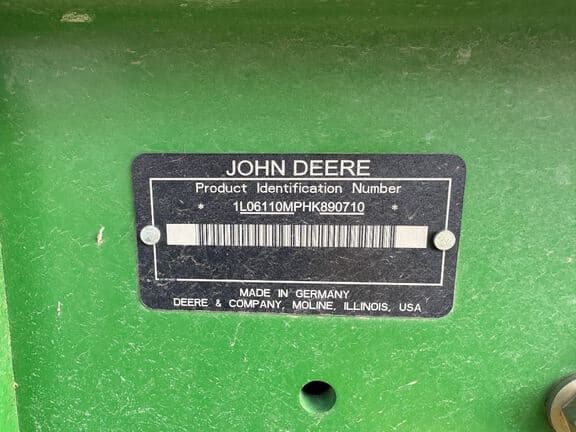 JOHN DEERE
Product Identification Number
* 1L06110MPHK890710 *
MADE IN GERMANY
DEERE & COMPANY, MOLINE, ILLINOIS, USA